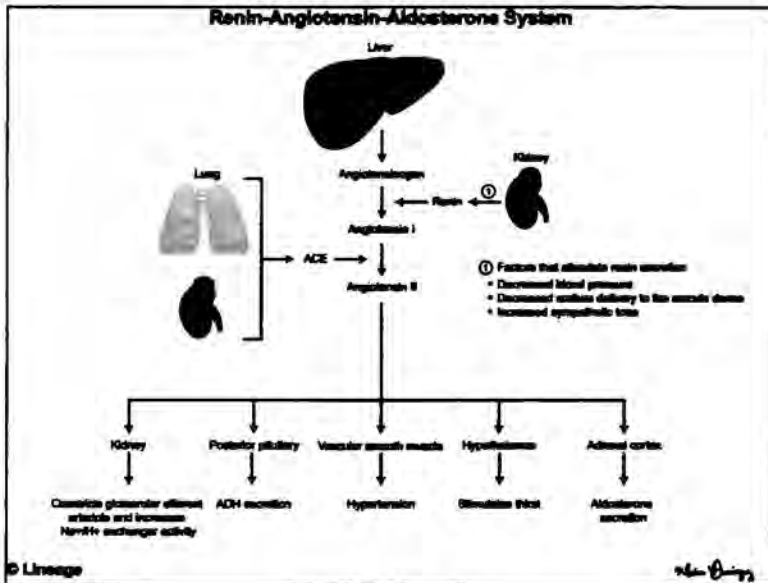 Renin-Angiotensin-Aldosterone System
Liver
Kidney
Angiotensinogen
Lung
Renin
1
Angiotensin I
ACE
Angiotensin II
1 Factors that stimulate renin secretion
• Decreased blood pressure
• Decreased sodium delivery to the macula densa
• Increased sympathetic tone
Kidney
Posterior pituitary
Vascular smooth muscle
Hypothalamus
Adrenal cortex
Constricts glomerular efferent
arteriole and increases
Na+/H+ exchanger activity
ADH secretion
Hypertension
Stimulates thirst
Aldosterone
secretion
© Lineage